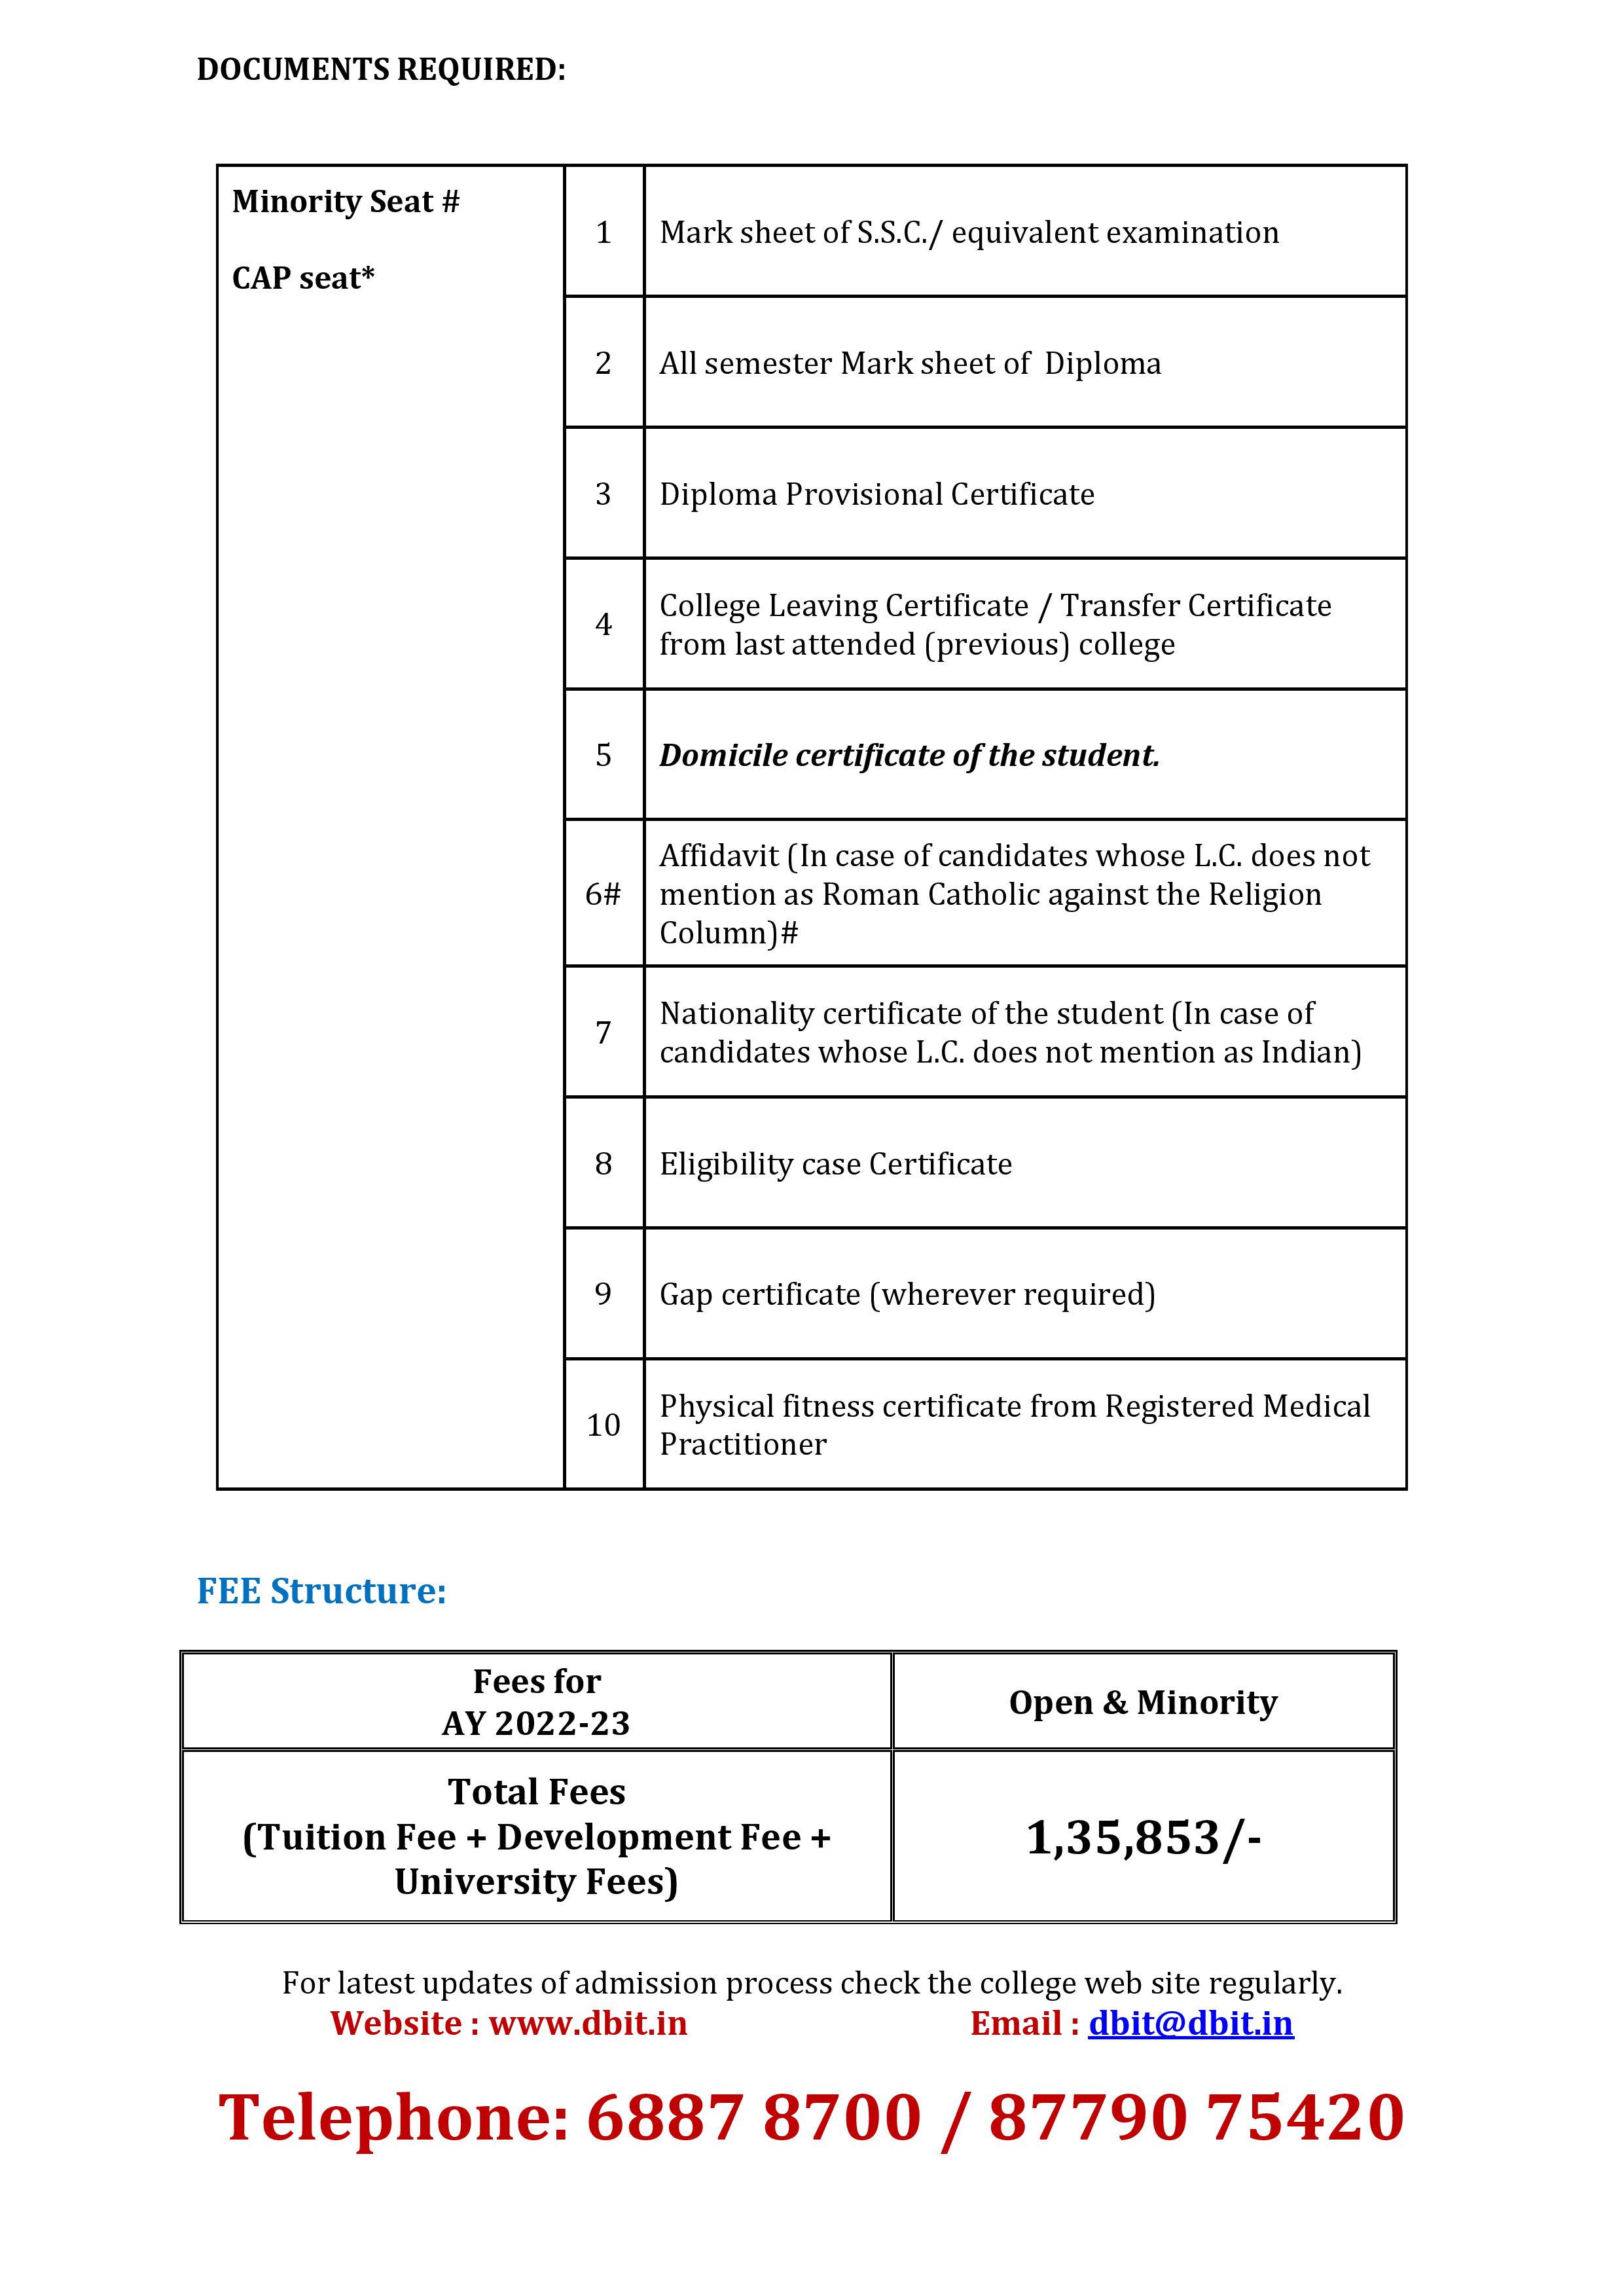 DOCUMENTS REQUIRED:
Minority Seat #
CAP seat*
1
Mark sheet of S.S.C./ equivalent examination
2
All semester Mark sheet of  Diploma
3
Diploma Provisional Certificate
4
College Leaving Certificate / Transfer Certificate
from last attended (previous) college
5
Domicile certificate of the student.
6#
Affidavit (In case of candidates whose L.C. does not
mention as Roman Catholic against the Religion
Column)#
7
Nationality certificate of the student (In case of
candidates whose L.C. does not mention as Indian)
8
Eligibility case Certificate
9
Gap certificate (wherever required)
10
Physical fitness certificate from Registered Medical
Practitioner
FEE Structure:
Fees for
AY 2022-23
Open & Minority
Total Fees
(Tuition Fee + Development Fee +
University Fees)
1,35,853/-
For latest updates of admission process check the college web site regularly.
Website : www.dbit.in Email : dbit@dbit.in
Telephone: 6887 8700 / 87790 75420